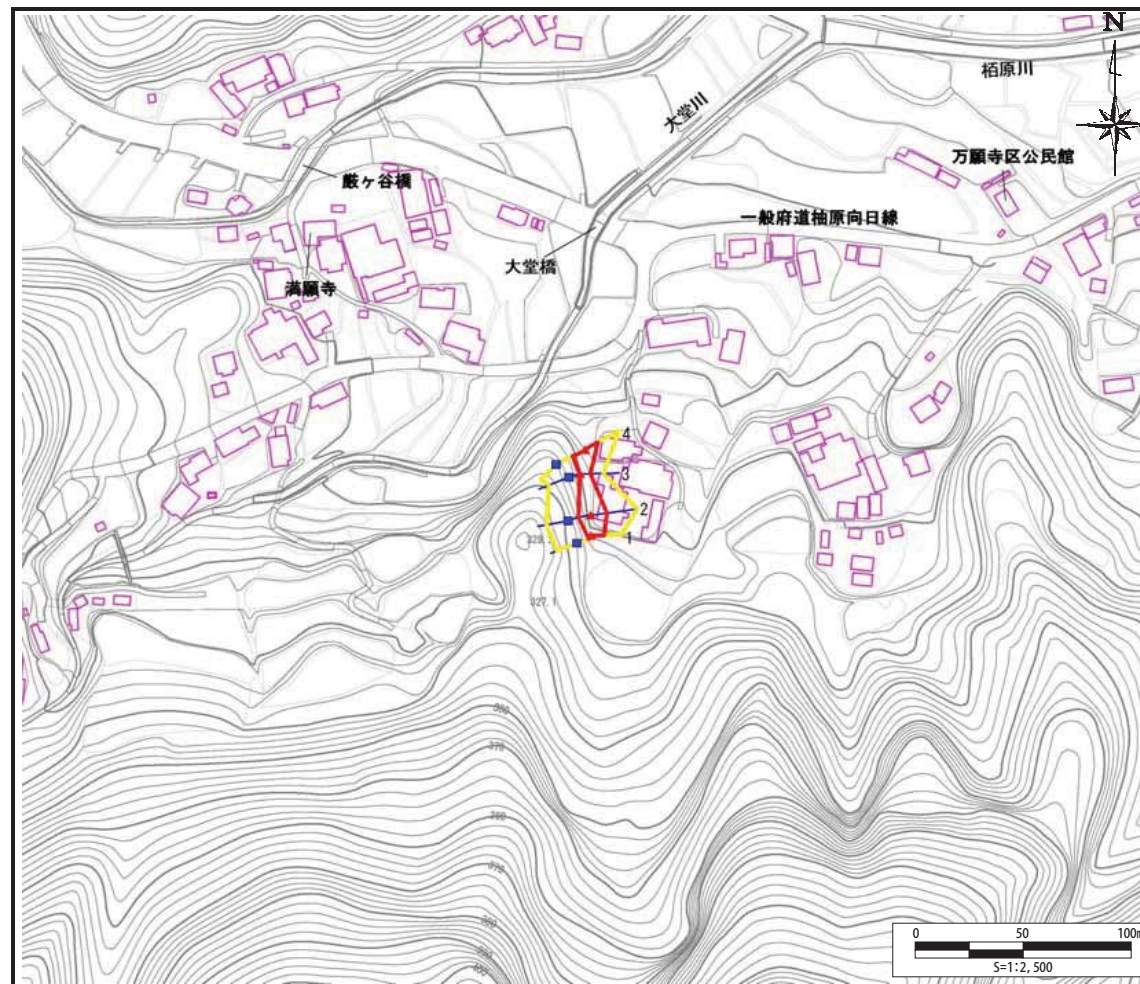 N
栢原川
大堂川
万願寺区公民館
厳ヶ谷橋
一般府道柚原向日線
大堂橋
満願寺
4
3
2
1
327.1
0 50 100m
S=1:2,500